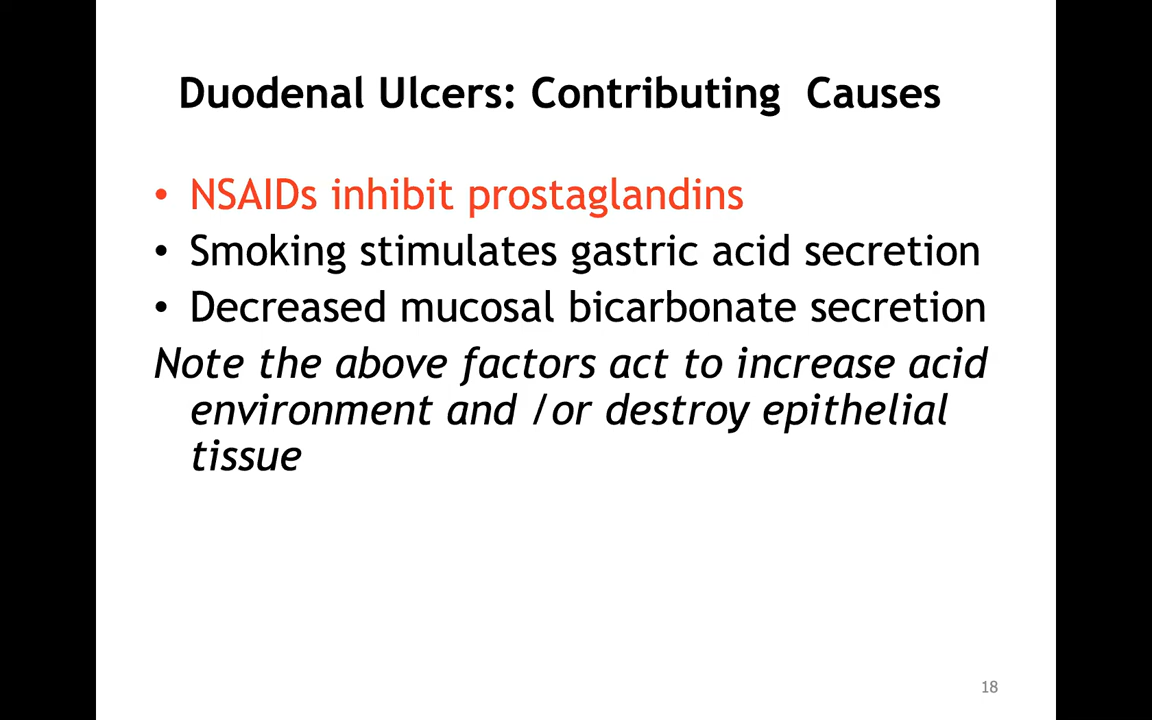 Duodenal Ulcers: Contributing  Causes
• NSAIDs inhibit prostaglandins
• Smoking stimulates gastric acid secretion
• Decreased mucosal bicarbonate secretion
Note the above factors act to increase acid
environment and /or destroy epithelial
tissue
18